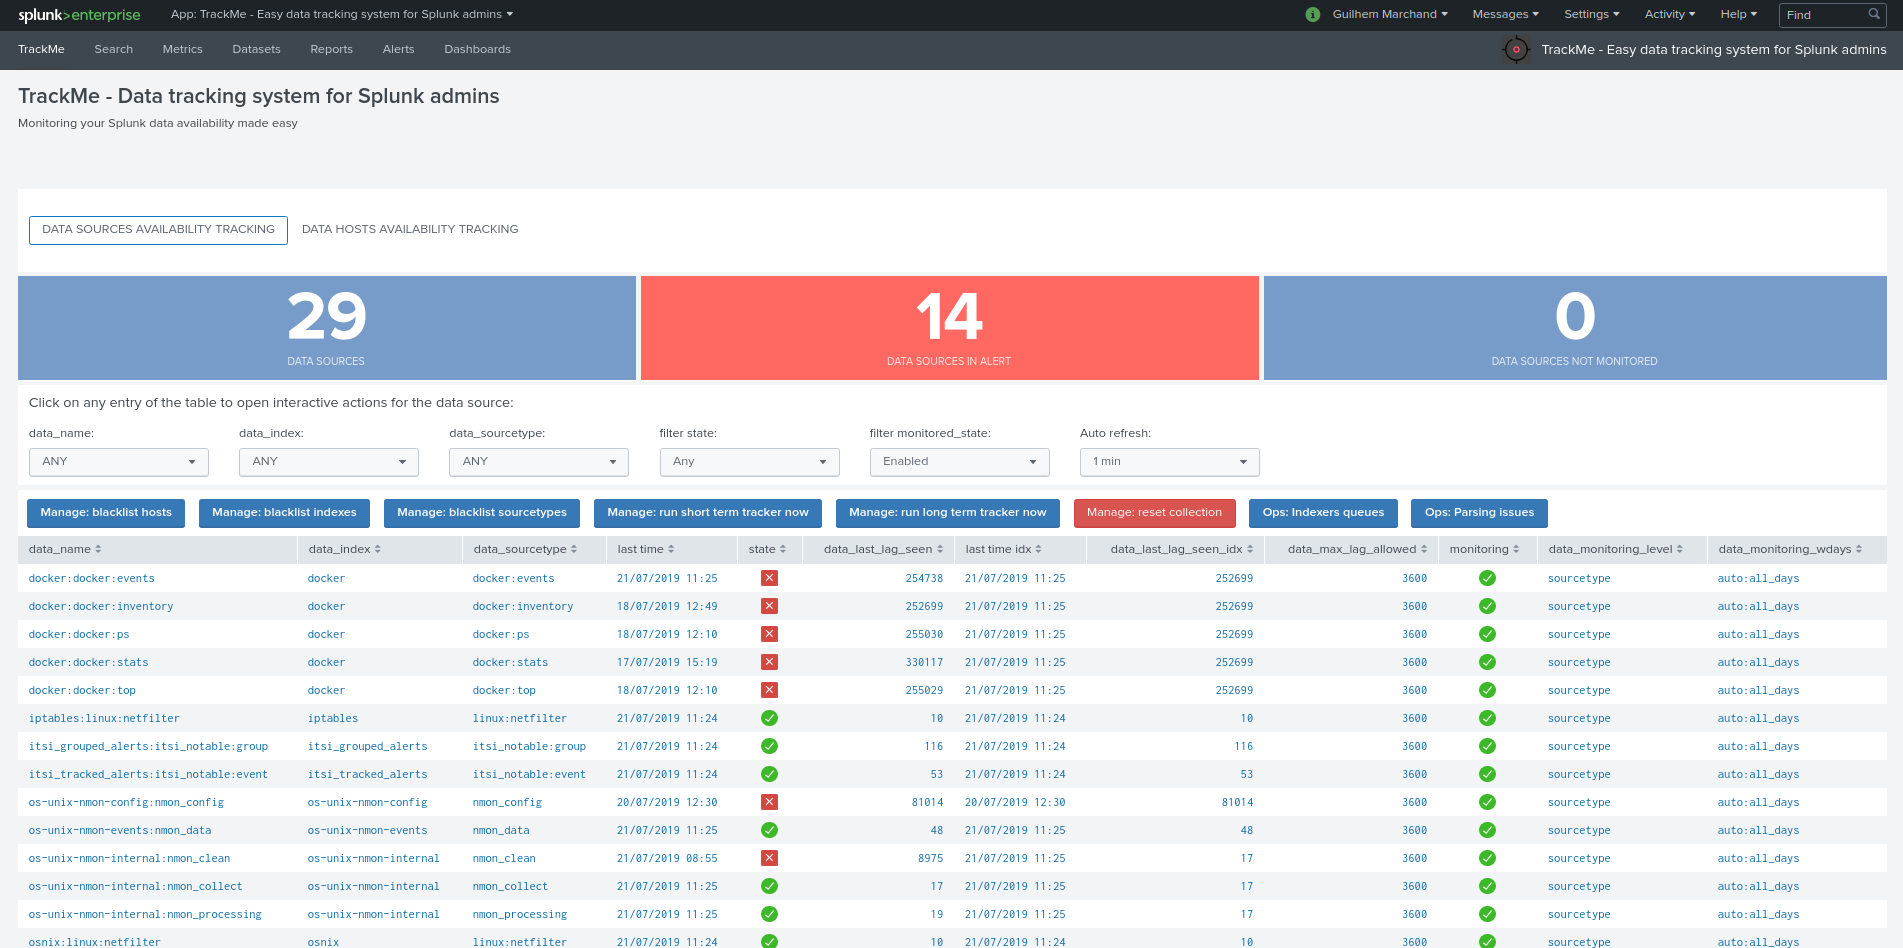 splunk>enterprise App: TrackMe - Easy data tracking system for Splunk admins i Guilhem Marchand Messages Settings Activity Help Find
TrackMe Search Metrics Datasets Reports Alerts Dashboards TrackMe - Easy data tracking system for Splunk admins
TrackMe - Data tracking system for Splunk admins
Monitoring your Splunk data availability made easy
DATA SOURCES AVAILABILITY TRACKING DATA HOSTS AVAILABILITY TRACKING
29 14 0
DATA SOURCES DATA SOURCES IN ALERT DATA SOURCES NOT MONITORED
Click on any entry of the table to open interactive actions for the data source:
data_name: data_index: data_sourcetype: filter state: filter monitored_state: Auto refresh:
ANY ANY ANY Any Enabled 1 min
Manage: blacklist hosts Manage: blacklist indexes Manage: blacklist sourcetypes Manage: run short term tracker now Manage: run long term tracker now Manage: reset collection Ops: Indexers queues Ops: Parsing issues
data_name data_index data_sourcetype last time state data_last_lag_seen last time idx data_last_lag_seen_idx data_max_lag_allowed monitoring data_monitoring_level data_monitoring_wdays
docker:docker:events docker docker:events 21/07/2019 11:25 254738 21/07/2019 11:25 252699 3600 sourcetype auto:all_days
docker:docker:inventory docker docker:inventory 18/07/2019 12:49 252699 21/07/2019 11:25 252699 3600 sourcetype auto:all_days
docker:docker:ps docker docker:ps 18/07/2019 12:10 255030 21/07/2019 11:25 252699 3600 sourcetype auto:all_days
docker:docker:stats docker docker:stats 17/07/2019 15:19 330117 21/07/2019 11:25 252699 3600 sourcetype auto:all_days
docker:docker:top docker docker:top 18/07/2019 12:10 255029 21/07/2019 11:25 252699 3600 sourcetype auto:all_days
iptables:linux:netfilter iptables linux:netfilter 21/07/2019 11:24 10 21/07/2019 11:24 10 3600 sourcetype auto:all_days
itsi_grouped_alerts:itsi_notable:group itsi_grouped_alerts itsi_notable:group 21/07/2019 11:24 116 21/07/2019 11:24 116 3600 sourcetype auto:all_days
itsi_tracked_alerts:itsi_notable:event itsi_tracked_alerts itsi_notable:event 21/07/2019 11:24 53 21/07/2019 11:24 53 3600 sourcetype auto:all_days
os-unix-nmon-config:nmon_config os-unix-nmon-config nmon_config 20/07/2019 12:30 81014 20/07/2019 12:30 81014 3600 sourcetype auto:all_days
os-unix-nmon-events:nmon_data os-unix-nmon-events nmon_data 21/07/2019 11:25 48 21/07/2019 11:25 48 3600 sourcetype auto:all_days
os-unix-nmon-internal:nmon_clean os-unix-nmon-internal nmon_clean 21/07/2019 08:55 8975 21/07/2019 11:25 17 3600 sourcetype auto:all_days
os-unix-nmon-internal:nmon_collect os-unix-nmon-internal nmon_collect 21/07/2019 11:25 17 21/07/2019 11:25 17 3600 sourcetype auto:all_days
os-unix-nmon-internal:nmon_processing os-unix-nmon-internal nmon_processing 21/07/2019 11:25 19 21/07/2019 11:25 17 3600 sourcetype auto:all_days
osnix:linux:netfilter osnix linux:netfilter 21/07/2019 11:24 10 21/07/2019 11:24 10 3600 sourcetype auto:all_days